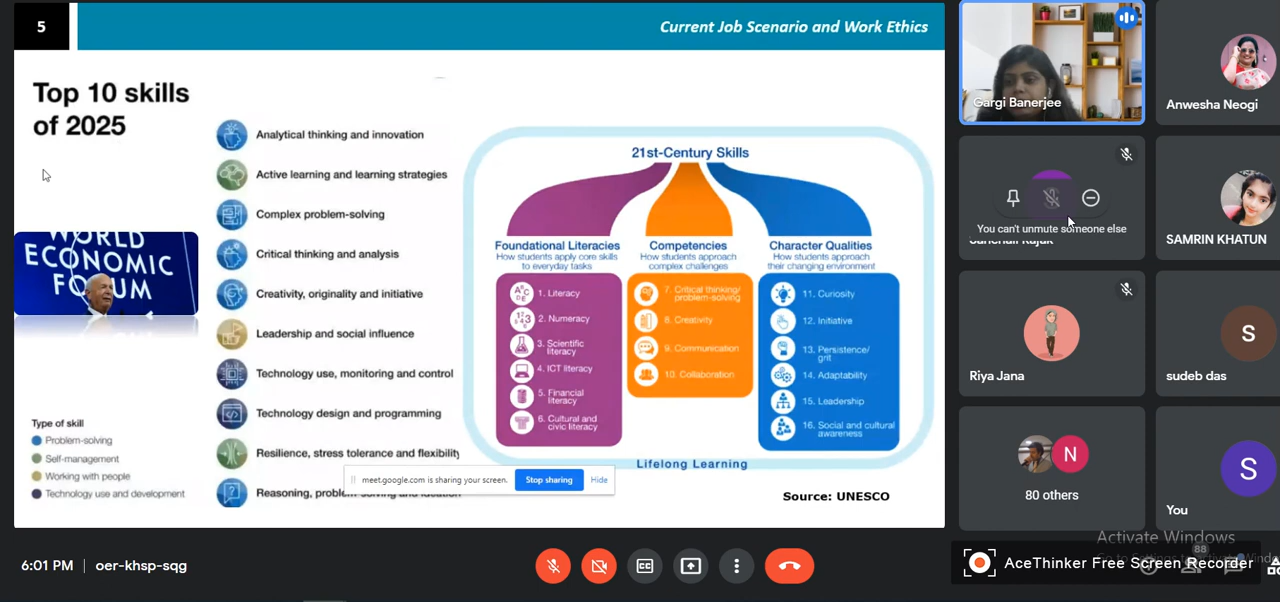 5
Current Job Scenario and Work Ethics
Top 10 skills
of 2025
Analytical thinking and innovation
Active learning and learning strategies
Complex problem-solving
Critical thinking and analysis
Creativity, originality and initiative
Leadership and social influence
Technology use, monitoring and control
Technology design and programming
Resilience, stress tolerance and flexibility
Reasoning,
WORLD
ECONOMIC
FORUM
Type of skill
Problem-solving
Self-management
Working with people
Technology use and development
21st-Century Skills
Foundational Literacies
How students apply core skills
to everyday tasks
1. Literacy
2. Numeracy
3. Scientific
literacy
4. ICT literacy
5. Financial
literacy
6. Cultural and
civic literacy
Competencies
How students approach
complex challenges
7. Critical thinking/
problem-solving
8. Creativity
9. Communication
10. Collaboration
Character Qualities
How students approach
their changing environment
11. Curiosity
12. Initiative
13. Persistence/
grit
14. Adaptability
15. Leadership
16. Social and cultural
awareness
Lifelong Learning
Source: UNESCO
meet.google.com is sharing your screen.
Stop sharing
Hide
Gargi Banerjee
Anwesha Neogi
You can't unmute someone else
SAMRIN KHATUN
Riya Jana
S
sudeb das
N
80 others
S
You
6:01 PM | oer-khsp-sqg
Activate Windows
88
AceThinker Free Screen Recorder